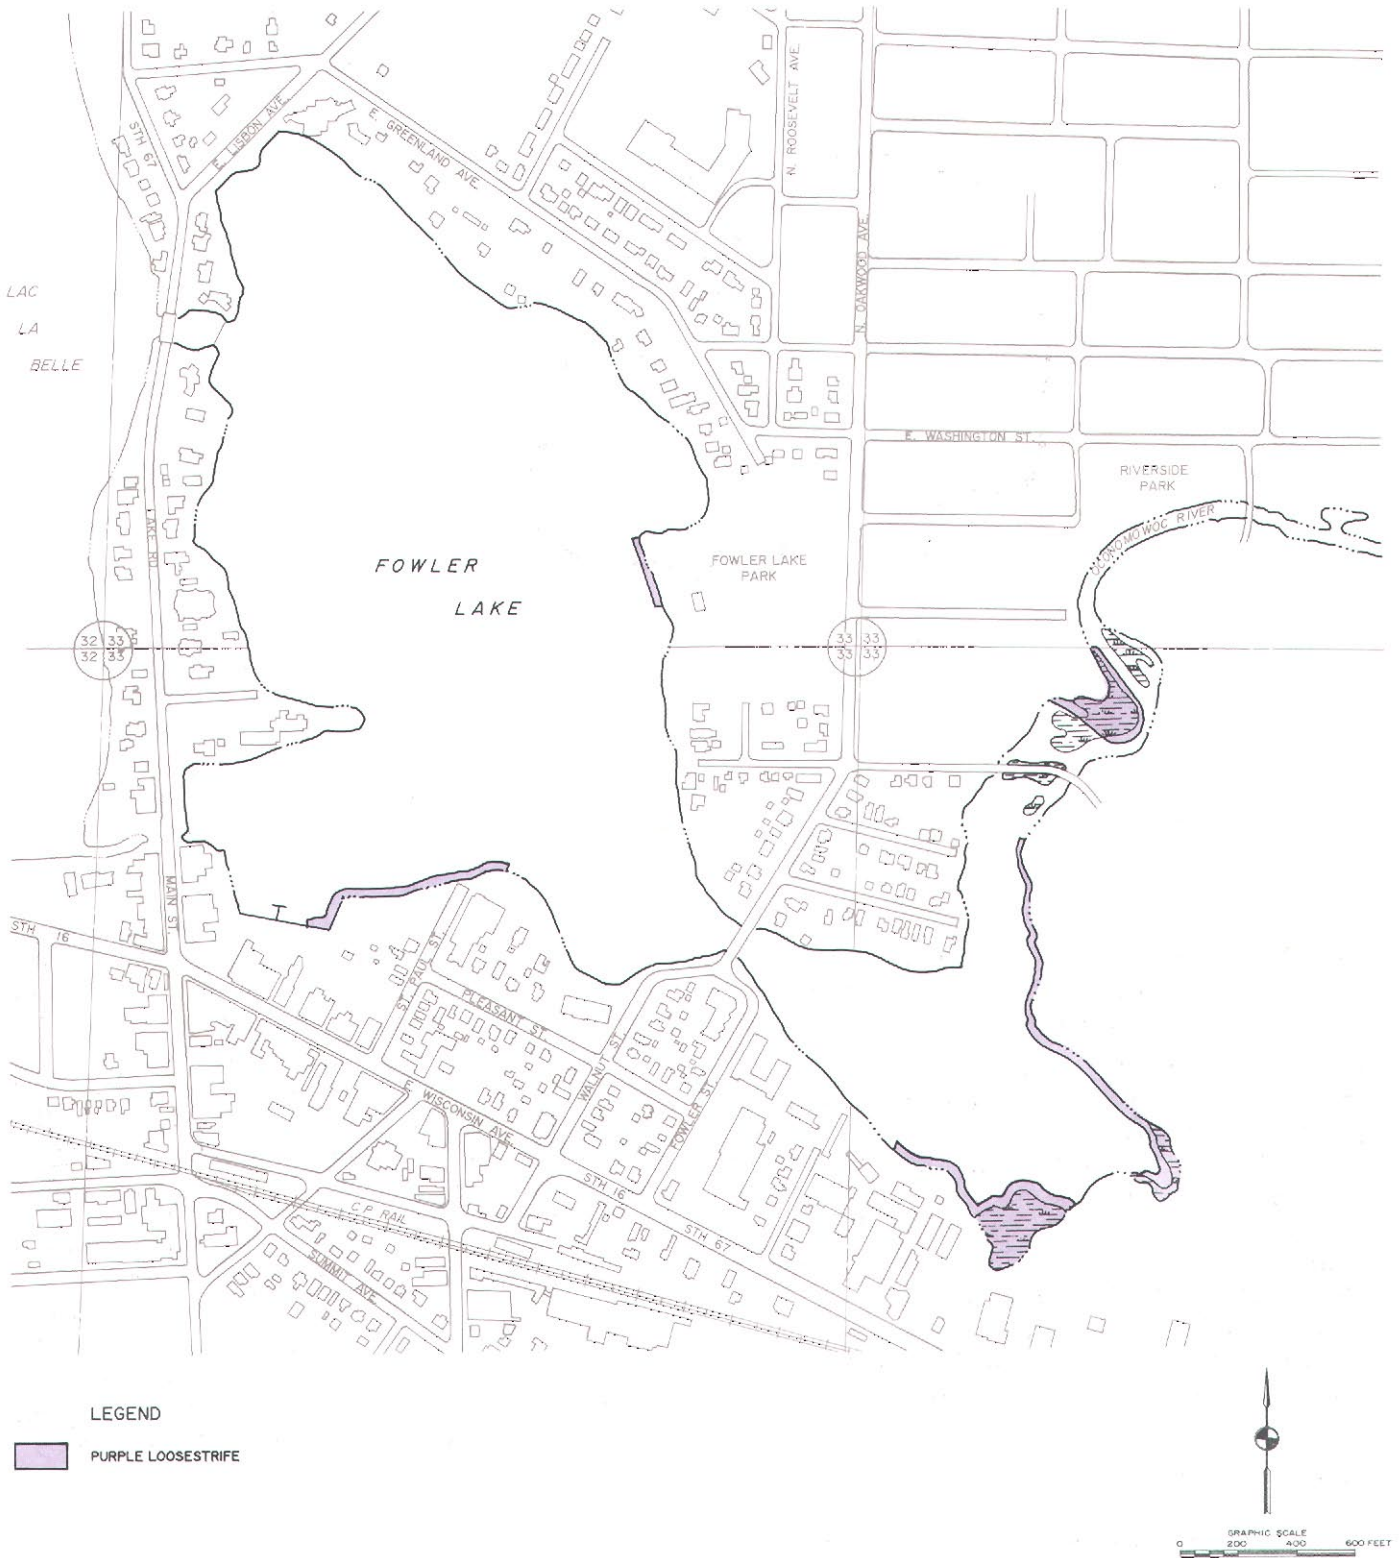 STH 67
E. LISBON AVE.
E. GREENLAND AVE.
N. ROOSEVELT AVE.
N. OAKWOOD AVE.
LAC
LA
BELLE
E. WASHINGTON ST.
RIVERSIDE
PARK
OCONOMOWOC RIVER
LAKE RD.
FOWLER
LAKE
FOWLER LAKE
PARK
32 33
32 33
33 33
33 33
MAIN ST.
STH 16
ST. PAUL ST.
PLEASANT ST.
WALNUT ST.
E. WISCONSIN AVE.
FOWLER ST.
STH 16
STH 67
C.P. RAIL
SUMMIT AVE.
LEGEND
PURPLE LOOSESTRIFE
GRAPHIC SCALE
0 200 400 600 FEET